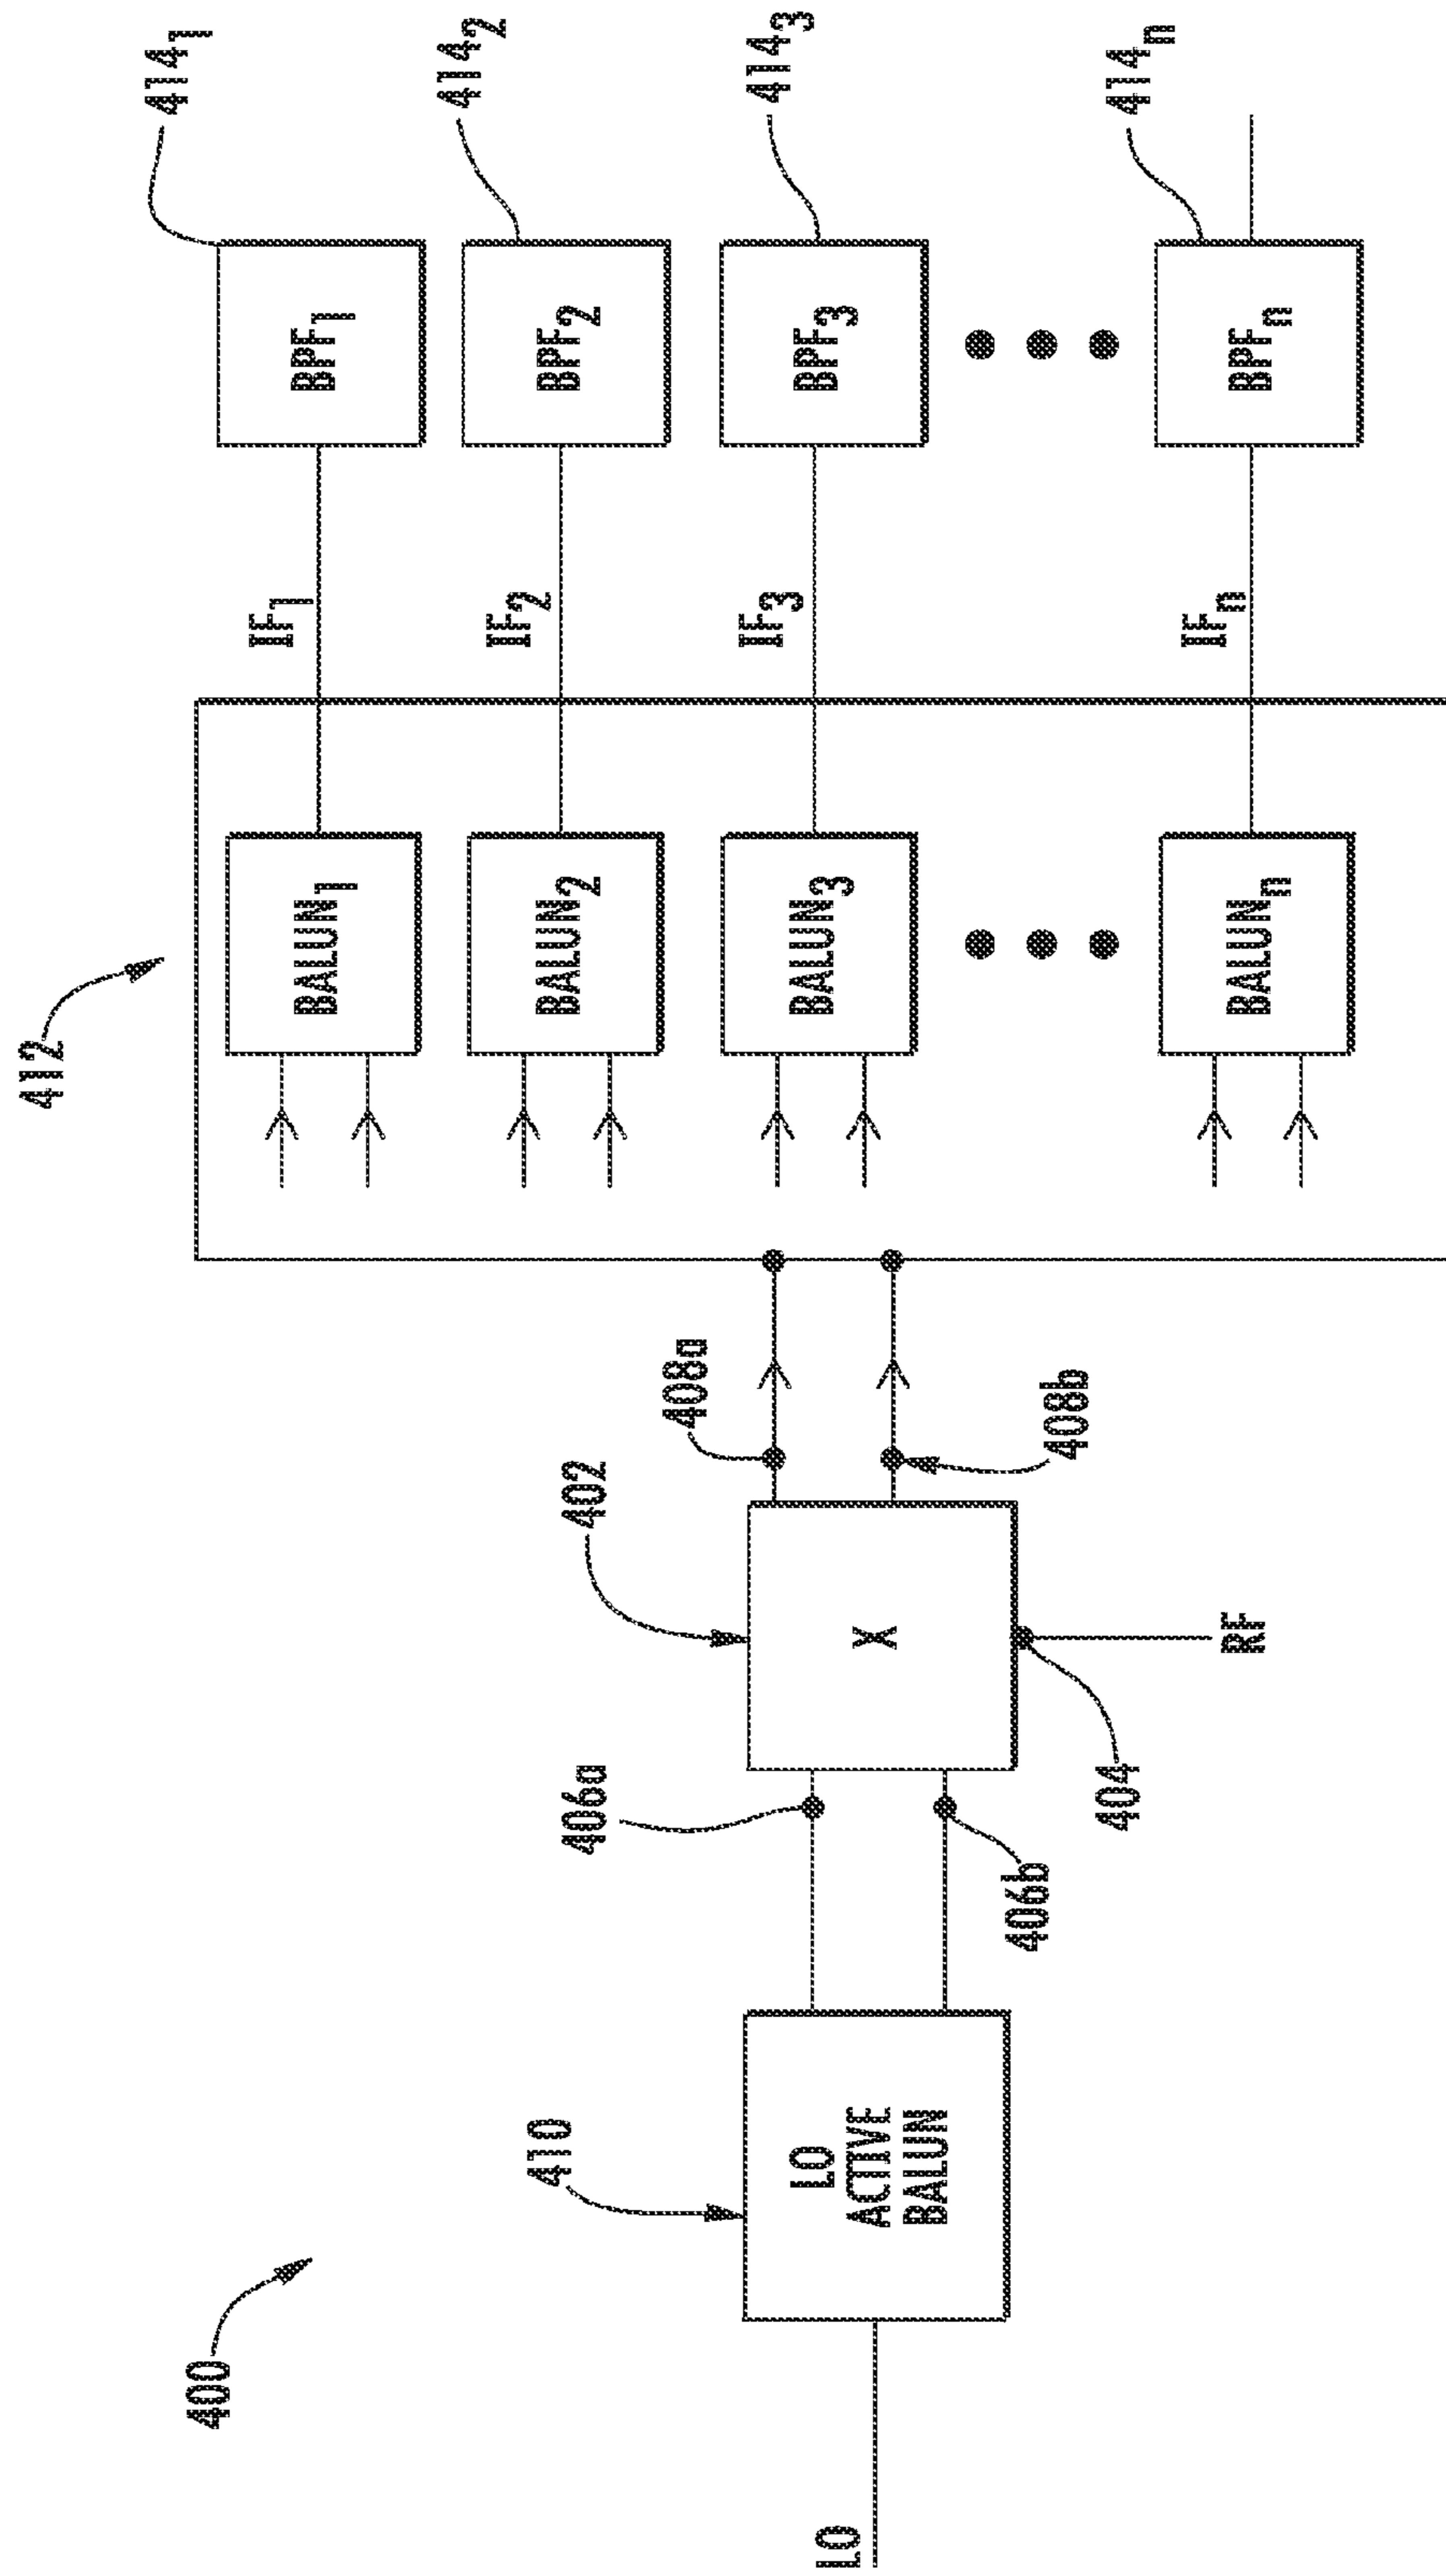 400
412
414₁
414₂
414₃
414ₙ
LO
410
LO
ACTIVE
BALUN
406a
406b
402
X
404
RF
408a
408b
BALUN₁
BALUN₂
BALUN₃
BALUNₙ
IF₁
IF₂
IF₃
IFₙ
BPF₁
BPF₂
BPF₃
BPFₙ